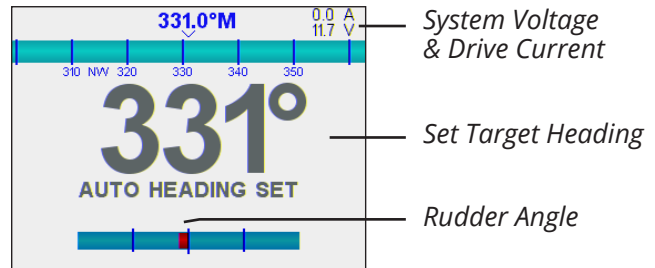 331.0°M
0.0 A
11.7 V
310 NW 320 330 340 350
331°
AUTO HEADING SET
System Voltage
& Drive Current
Set Target Heading
Rudder Angle